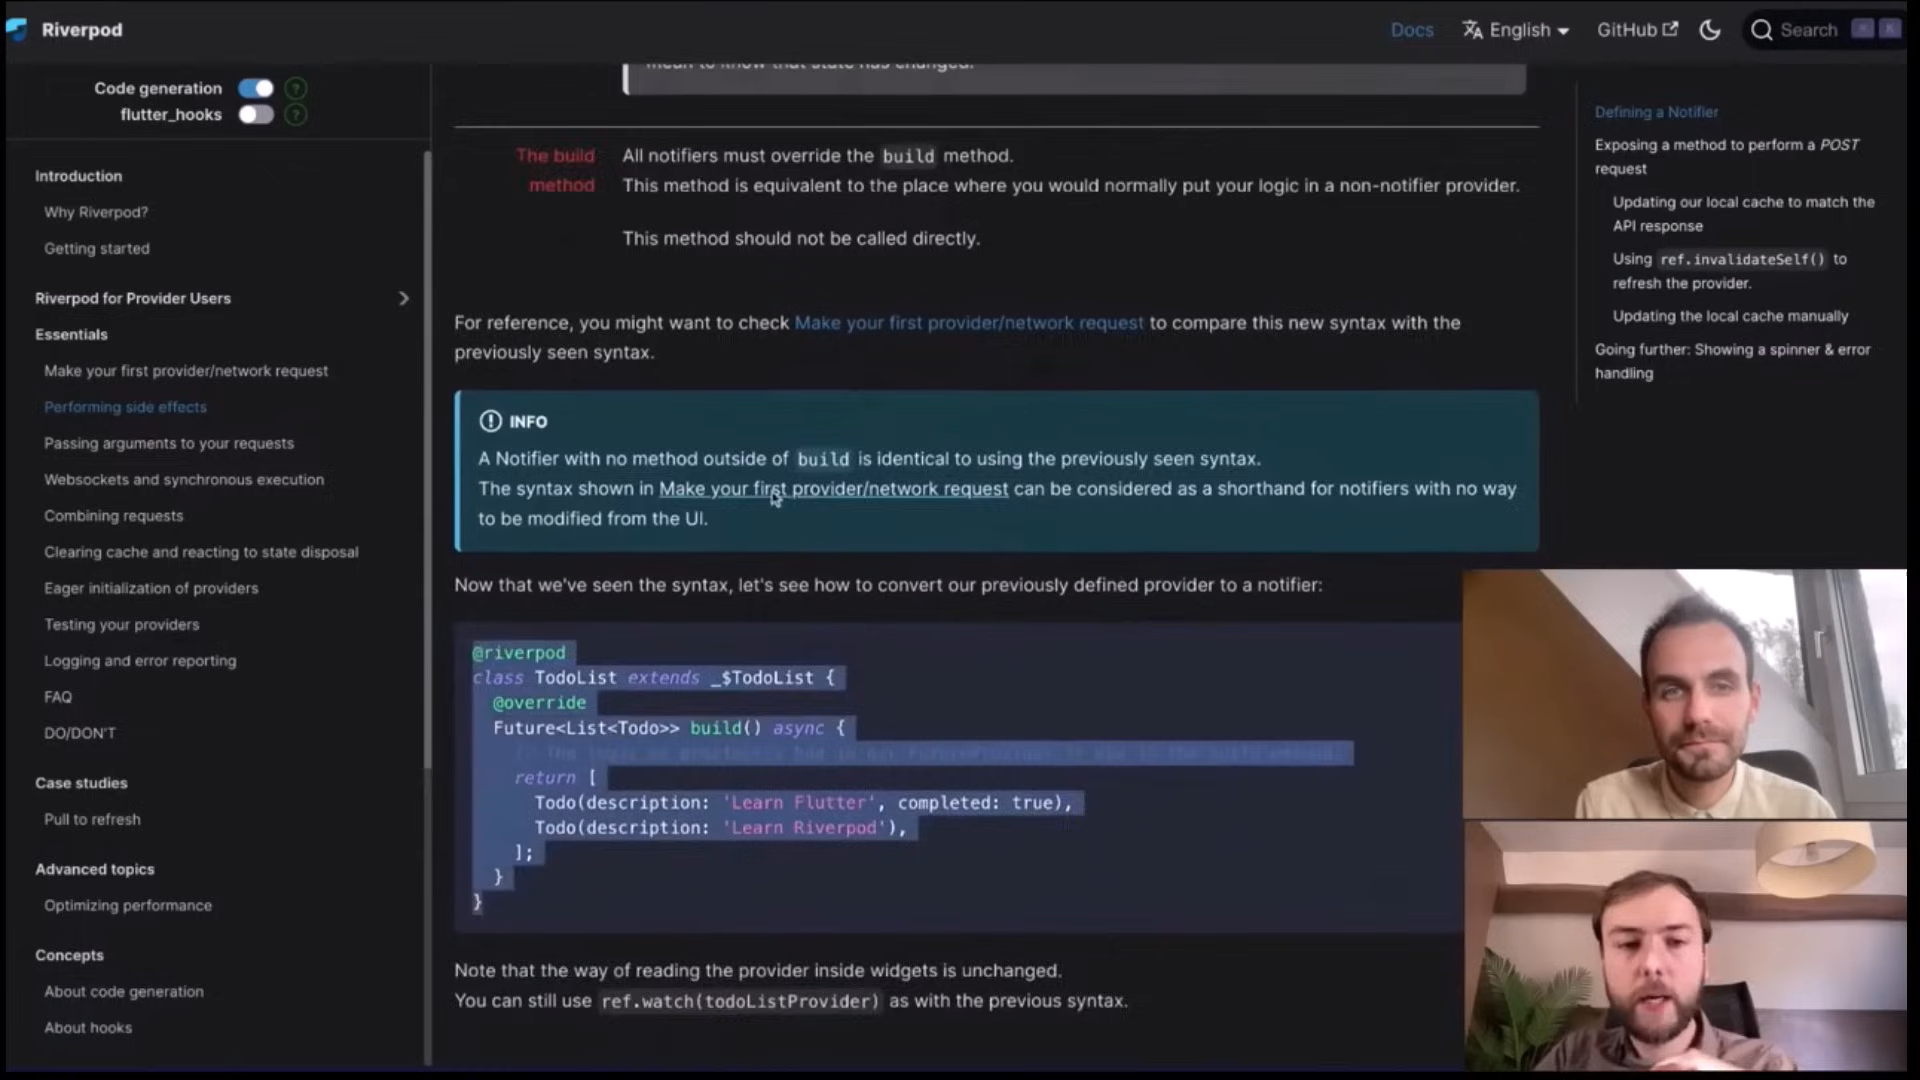 Riverpod
Docs
English
GitHub
Search
Code generation
flutter_hooks
Introduction
Why Riverpod?
Getting started
Riverpod for Provider Users
Essentials
Make your first provider/network request
Performing side effects
Passing arguments to your requests
Websockets and synchronous execution
Combining requests
Clearing cache and reacting to state disposal
Eager initialization of providers
Testing your providers
Logging and error reporting
FAQ
DO/DON'T
Case studies
Pull to refresh
Advanced topics
Optimizing performance
Concepts
About code generation
About hooks
mean to know that state has changed.
The build
method
All notifiers must override the build method.
This method is equivalent to the place where you would normally put your logic in a non-notifier provider.
This method should not be called directly.
For reference, you might want to check Make your first provider/network request to compare this new syntax with the
previously seen syntax.
INFO
A Notifier with no method outside of build is identical to using the previously seen syntax.
The syntax shown in Make your first provider/network request can be considered as a shorthand for notifiers with no way
to be modified from the UI.
Now that we've seen the syntax, let's see how to convert our previously defined provider to a notifier:
@riverpod
class TodoList extends _$TodoList {
@override
Future<List<Todo>> build() async {
return [
Todo(description: 'Learn Flutter', completed: true),
Todo(description: 'Learn Riverpod'),
];
}
}
Note that the way of reading the provider inside widgets is unchanged.
You can still use ref.watch(todoListProvider) as with the previous syntax.
Defining a Notifier
Exposing a method to perform a POST
request
Updating our local cache to match the
API response
Using ref.invalidateSelf() to
refresh the provider.
Updating the local cache manually
Going further: Showing a spinner & error
handling